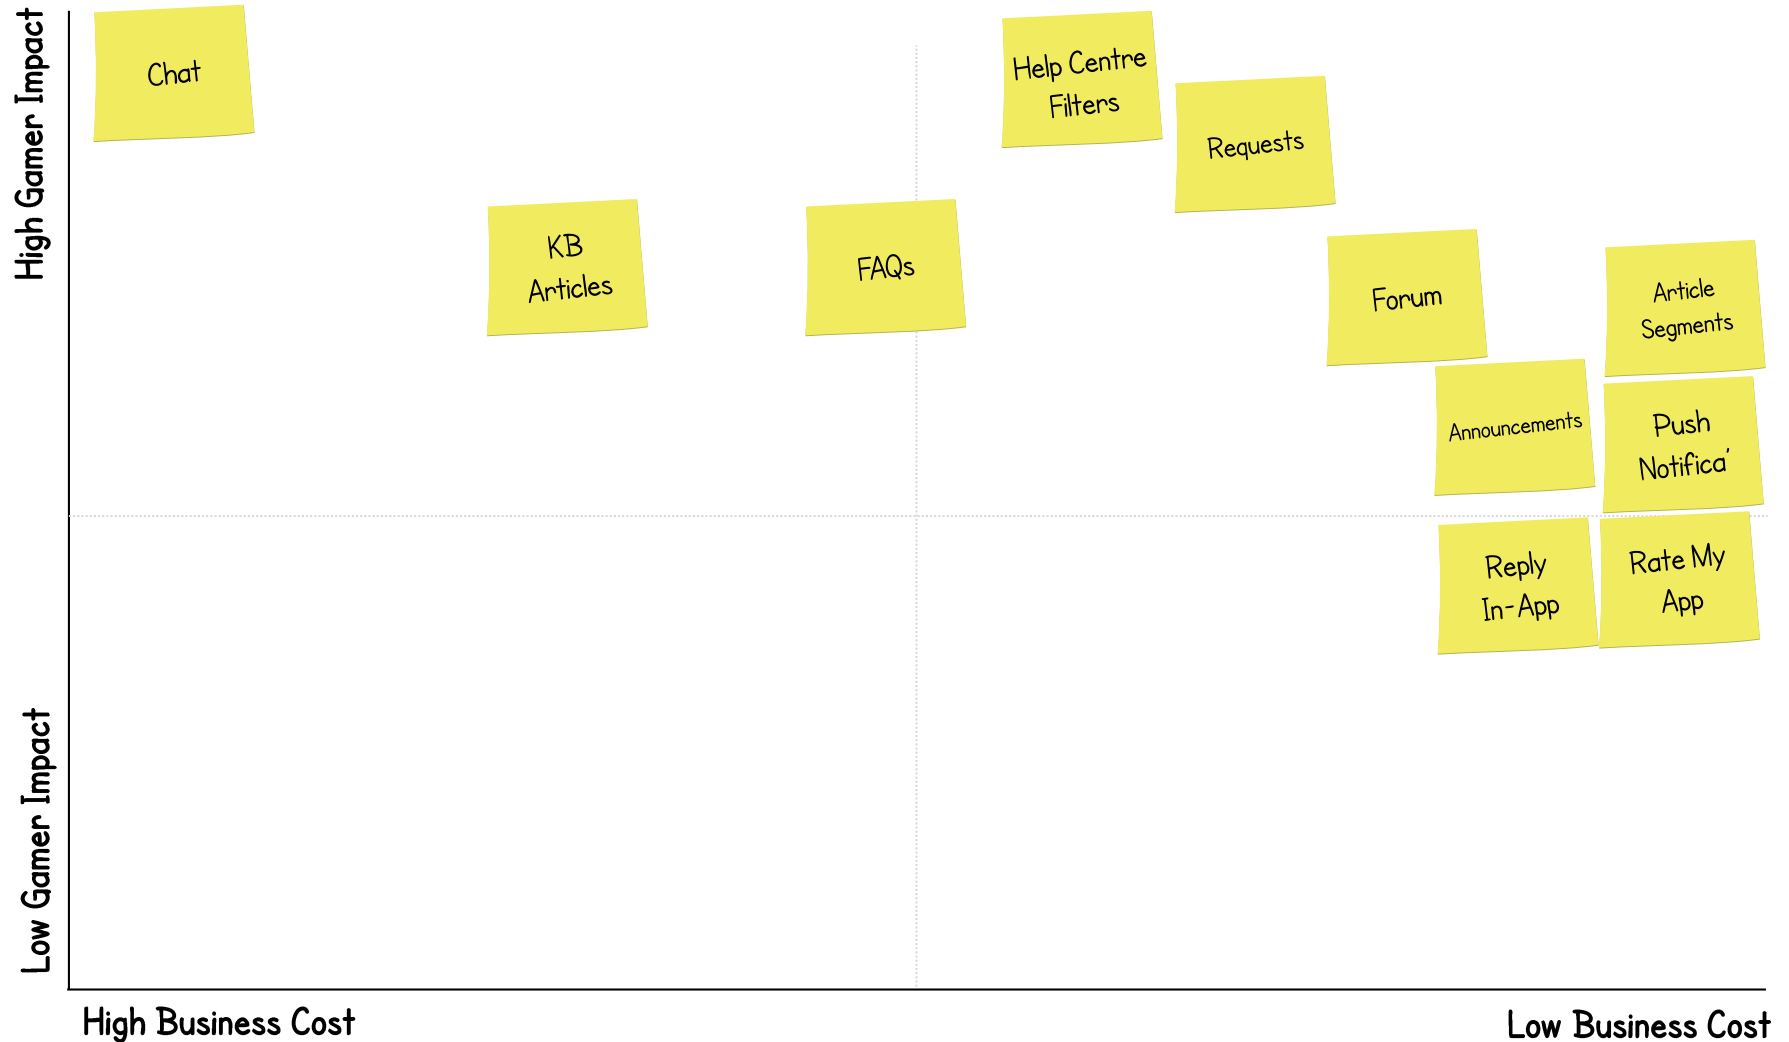 High Gamer Impact
Chat
Help Centre
Filters
Requests
KB
Articles
FAQs
Forum
Article
Segments
Announcements
Push
Notifica'
Reply
In-App
Rate My
App
Low Gamer Impact
High Business Cost
Low Business Cost